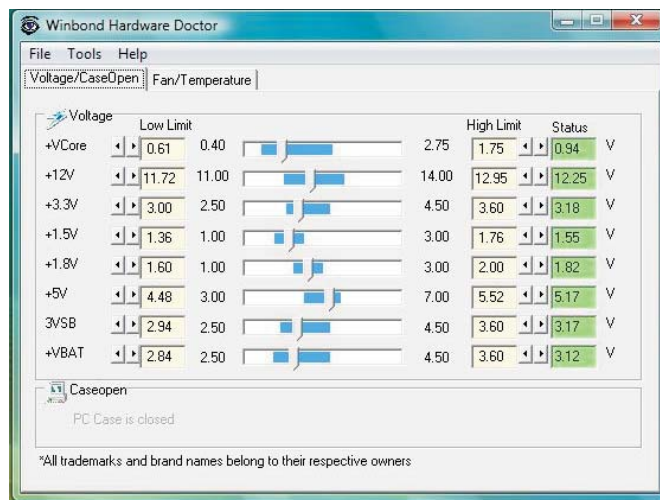 Winbond Hardware Doctor
File Tools Help
Voltage/CaseOpen Fan/Temperature
Voltage Low Limit High Limit Status
+VCore 0.61 0.40 2.75 1.75 0.94 V
+12V 11.72 11.00 14.00 12.95 12.25 V
+3.3V 3.00 2.50 4.50 3.60 3.18 V
+1.5V 1.36 1.00 3.00 1.76 1.55 V
+1.8V 1.60 1.00 3.00 2.00 1.82 V
+5V 4.48 3.00 7.00 5.52 5.17 V
3VSB 2.94 2.50 4.50 3.60 3.17 V
+VBAT 2.84 2.50 4.50 3.60 3.12 V
Caseopen
PC Case is closed
*All trademarks and brand names belong to their respective owners